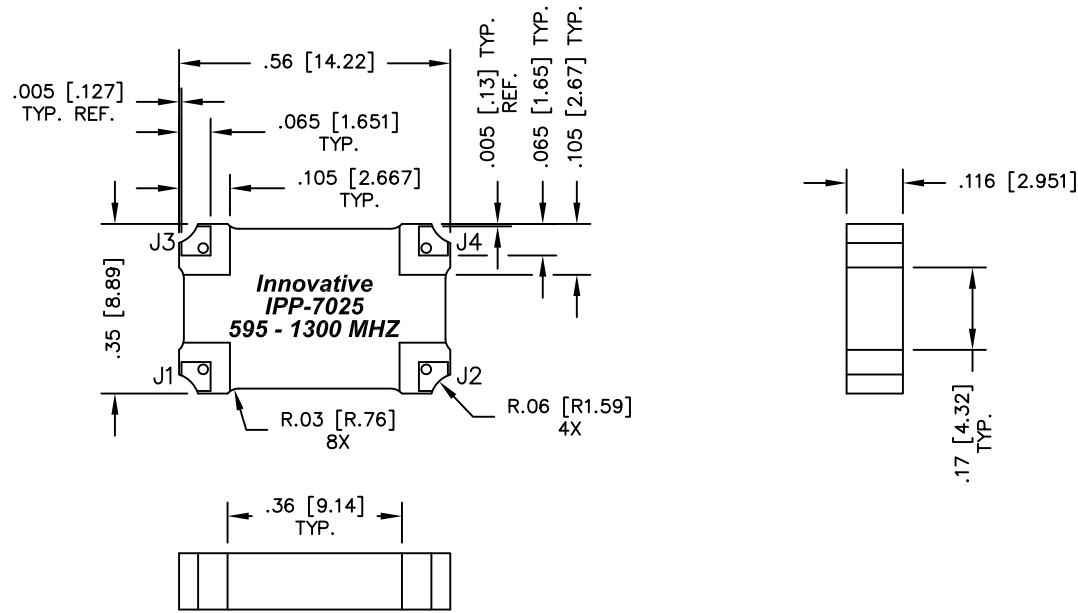 .56 [14.22]
.005 [.127]
TYP. REF.
.065 [1.651]
TYP.
.105 [2.667]
TYP.
.005 [.13] TYP.
REF.
.065 [1.65] TYP.
.105 [2.67] TYP.
.116 [2.951]
J3
J4
Innovative
IPP-7025
595 - 1300 MHZ
.35 [8.89]
J1
J2
R.03 [R.76]
8X
R.06 [R1.59]
4X
.17 [4.32]
TYP.
.36 [9.14]
TYP.